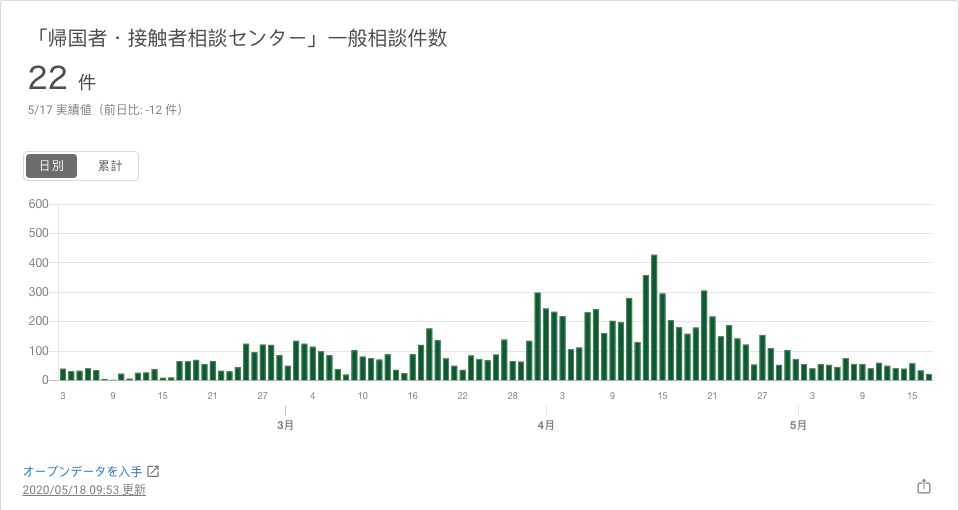 「帰国者・接触者相談センター」一般相談件数
22 件
5/17 実績値（前日比: -12 件）
日別 累計
600
500
400
300
200
100
0
3 9 15 21 27 4 10 16 22 28 3 9 15 21 27 3 9 15
3月 4月 5月
オープンデータを入手
2020/05/18 09:53 更新